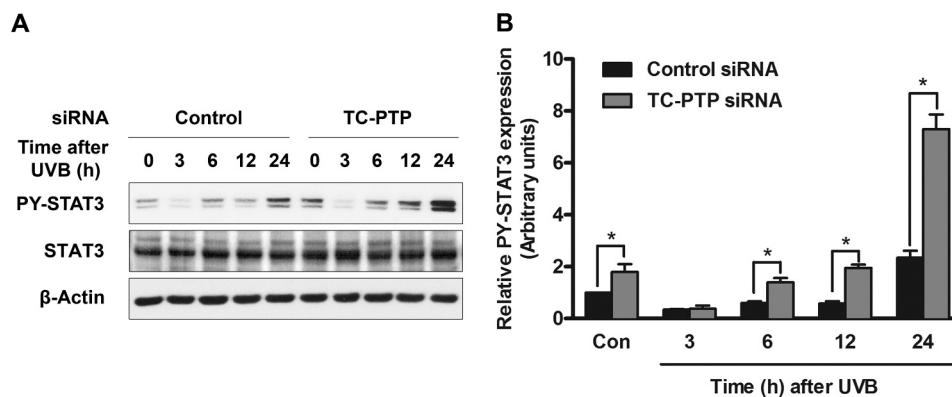 A
siRNA Control TC-PTP
Time after
UVB (h) 0 3 6 12 24 0 3 6 12 24
PY-STAT3
STAT3
β-Actin
B
Relative PY-STAT3 expression
(Arbitrary units)
10
8
6
4
2
0
Control siRNA
TC-PTP siRNA
*
*
*
*
Con 3 6 12 24
Time (h) after UVB